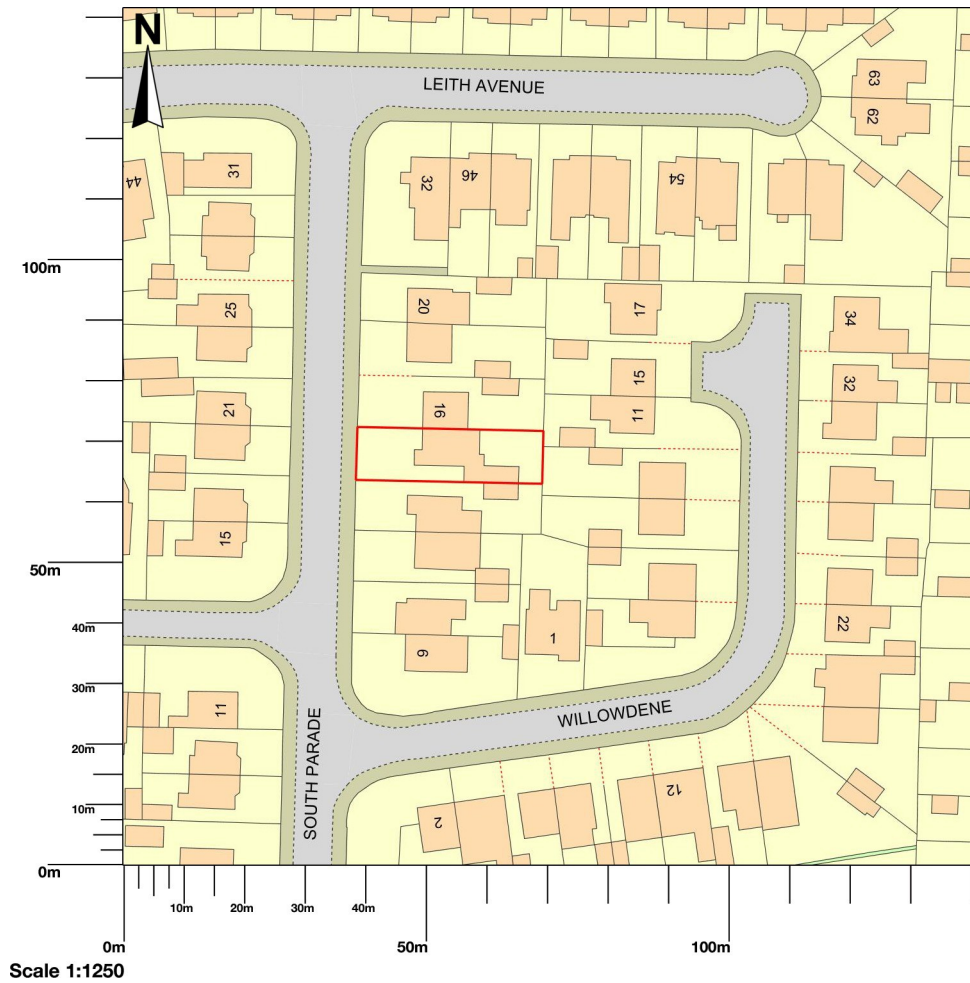 N
LEITH AVENUE
63
62
44
31
32
46
54
100m
25
20
17
34
15
32
21
16
11
15
50m
40m
1
22
6
30m
11
WILLOWDENE
20m
SOUTH PARADE
12
2
10m
0m
10m
20m
30m
40m
0m
50m
100m
Scale 1:1250